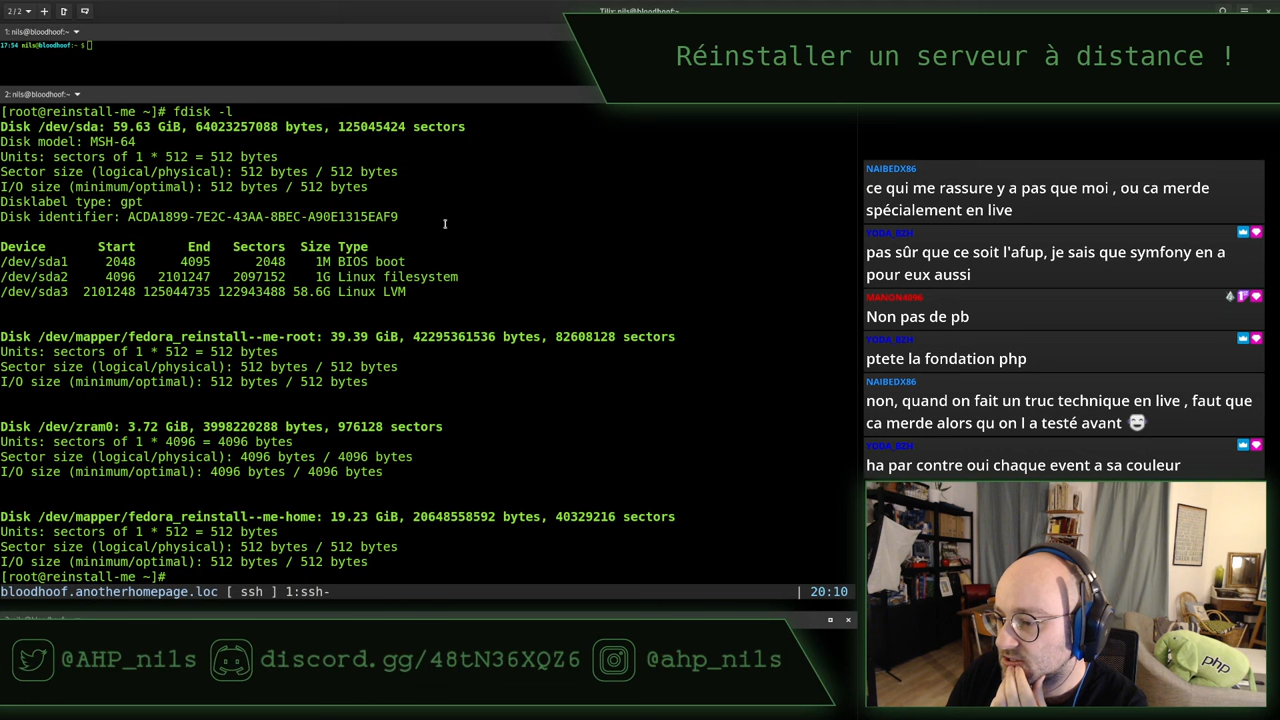 2 / 2
Tilix: nils@bloodhoof:~
1: nils@bloodhoof:~
17:54 nils@bloodhoof:~ $
Réinstaller un serveur à distance !
2: nils@bloodhoof:~
[root@reinstall-me ~]# fdisk -l
Disk /dev/sda: 59.63 GiB, 64023257088 bytes, 125045424 sectors
Disk model: MSH-64
Units: sectors of 1 * 512 = 512 bytes
Sector size (logical/physical): 512 bytes / 512 bytes
I/O size (minimum/optimal): 512 bytes / 512 bytes
Disklabel type: gpt
Disk identifier: ACDA1899-7E2C-43AA-8BEC-A90E1315EAF9
Device Start End Sectors Size Type
/dev/sda1 2048 4095 2048 1M BIOS boot
/dev/sda2 4096 2101247 2097152 1G Linux filesystem
/dev/sda3 2101248 125044735 122943488 58.6G Linux LVM
Disk /dev/mapper/fedora_reinstall--me-root: 39.39 GiB, 42295361536 bytes, 82608128 sectors
Units: sectors of 1 * 512 = 512 bytes
Sector size (logical/physical): 512 bytes / 512 bytes
I/O size (minimum/optimal): 512 bytes / 512 bytes
Disk /dev/zram0: 3.72 GiB, 3998220288 bytes, 976128 sectors
Units: sectors of 1 * 4096 = 4096 bytes
Sector size (logical/physical): 4096 bytes / 4096 bytes
I/O size (minimum/optimal): 4096 bytes / 4096 bytes
Disk /dev/mapper/fedora_reinstall--me-home: 19.23 GiB, 20648558592 bytes, 40329216 sectors
Units: sectors of 1 * 512 = 512 bytes
Sector size (logical/physical): 512 bytes / 512 bytes
I/O size (minimum/optimal): 512 bytes / 512 bytes
[root@reinstall-me ~]#
bloodhoof.anotherhomepage.loc [ ssh ] 1:ssh- | 20:10
NAIBEDX86
ce qui me rassure y a pas que moi , ou ca merde
spécialement en live
YODA_BZH
pas sûr que ce soit l'afup, je sais que symfony en a
pour eux aussi
MANON4096
Non pas de pb
YODA_BZH
ptete la fondation php
NAIBEDX86
non, quand on fait un truc technique en live , faut que
ca merde alors qu on l a testé avant
YODA_BZH
ha par contre oui chaque event a sa couleur
php
@AHP_nils
discord.gg/48tN36XQZ6
@ahp_nils